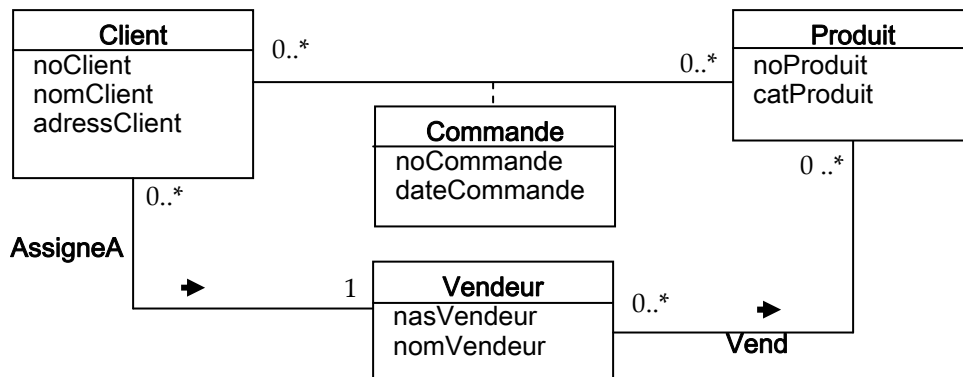 Client
noClient
nomClient
adressClient
0..*
0..*
Produit
noProduit
catProduit
Commande
noCommande
dateCommande
0..*
0 ..*
AssigneA
1
Vendeur
nasVendeur
nomVendeur
0..*
Vend